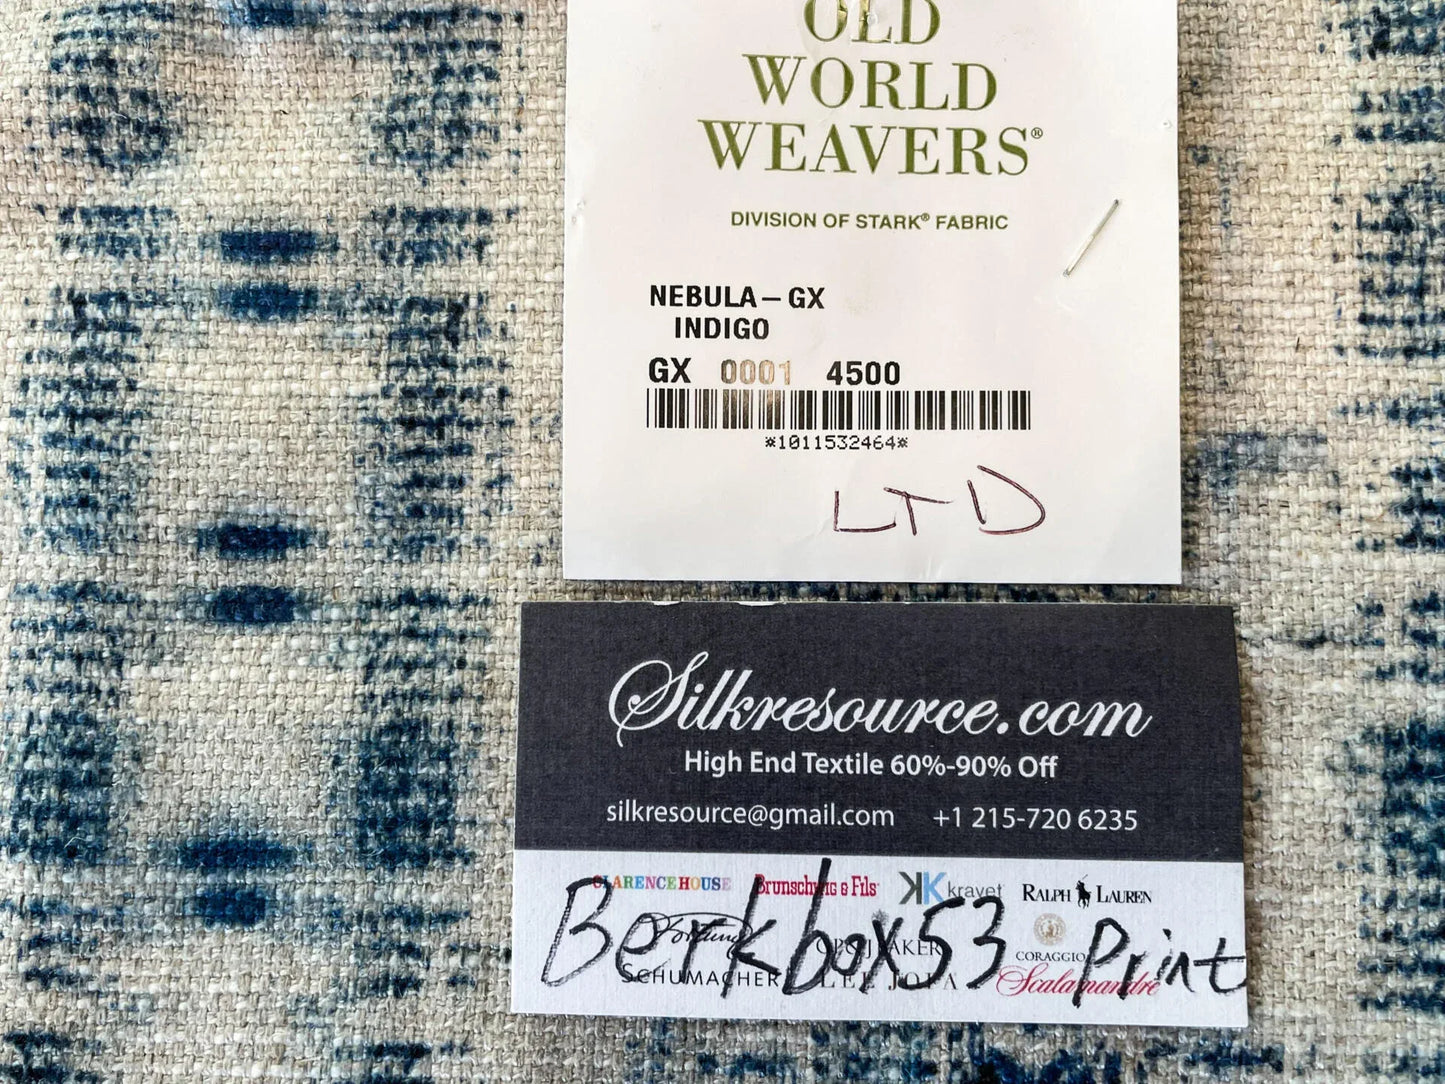 OLD
WORLD
WEAVERS®
DIVISION OF STARK® FABRIC
NEBULA — GX
INDIGO
GX 0001 4500
*1011532464*
LTD
Silkresource.com
High End Textile 60%-90% Off
silkresource@gmail.com +1 215-720 6235
CLARENCE HOUSE Brunschwig & Fils kravet RALPH LAUREN
Berkbox53 Print
Fortuny CORAGGIO
SCHUMACHER LEE JOFA Scalamandré